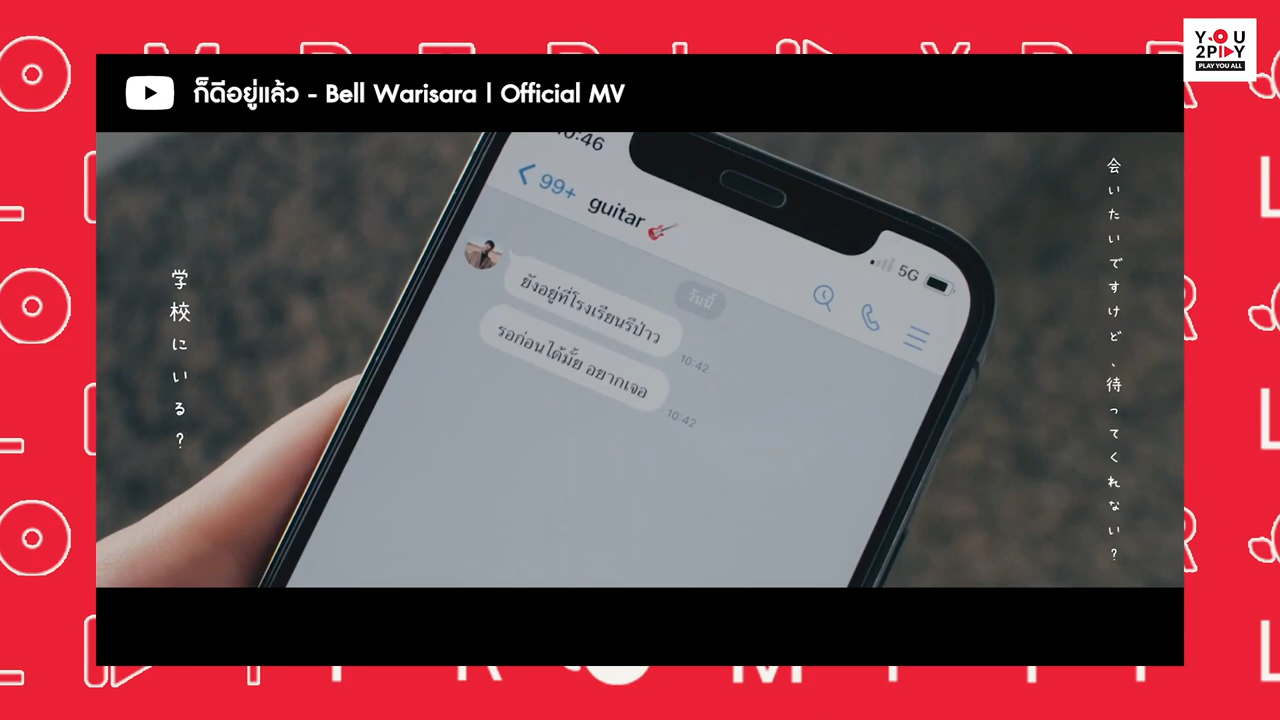 YOU
2PLAY
PLAY YOU ALL
ก็ดีอยู่แล้ว - Bell Warisara | Official MV
10:46
99+
guitar
5G
วันนี้
ยังอยู่ที่โรงเรียนรึป่าว
10:42
รอก่อนได้มั้ย อยากเจอ
10:42
学校にいる?
会いたいですけど、待ってくれない?